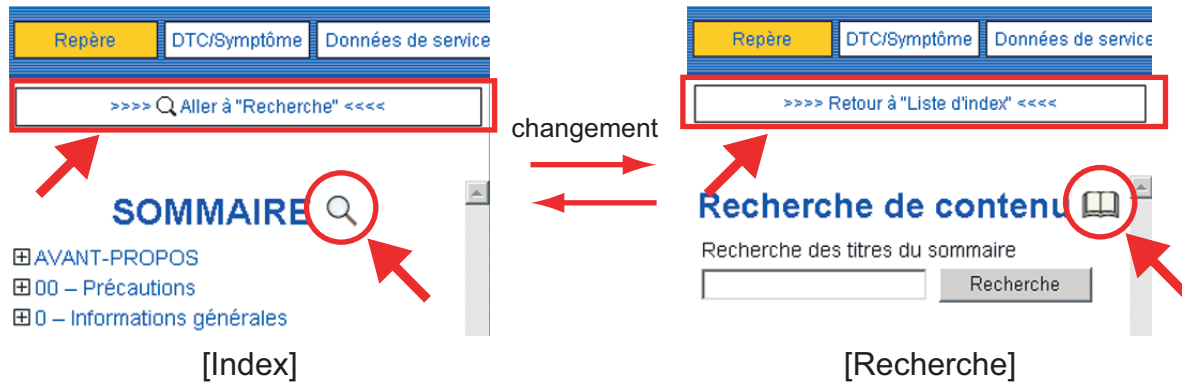 Repère DTC/Symptôme Données de service
>>>> Aller à "Recherche" <<<<
SOMMAIRE
AVANT-PROPOS
00 – Précautions
0 – Informations générales
[Index]
changement
Repère DTC/Symptôme Données de service
>>>> Retour à "Liste d'index" <<<<
Recherche de contenu
Recherche des titres du sommaire
Recherche
[Recherche]